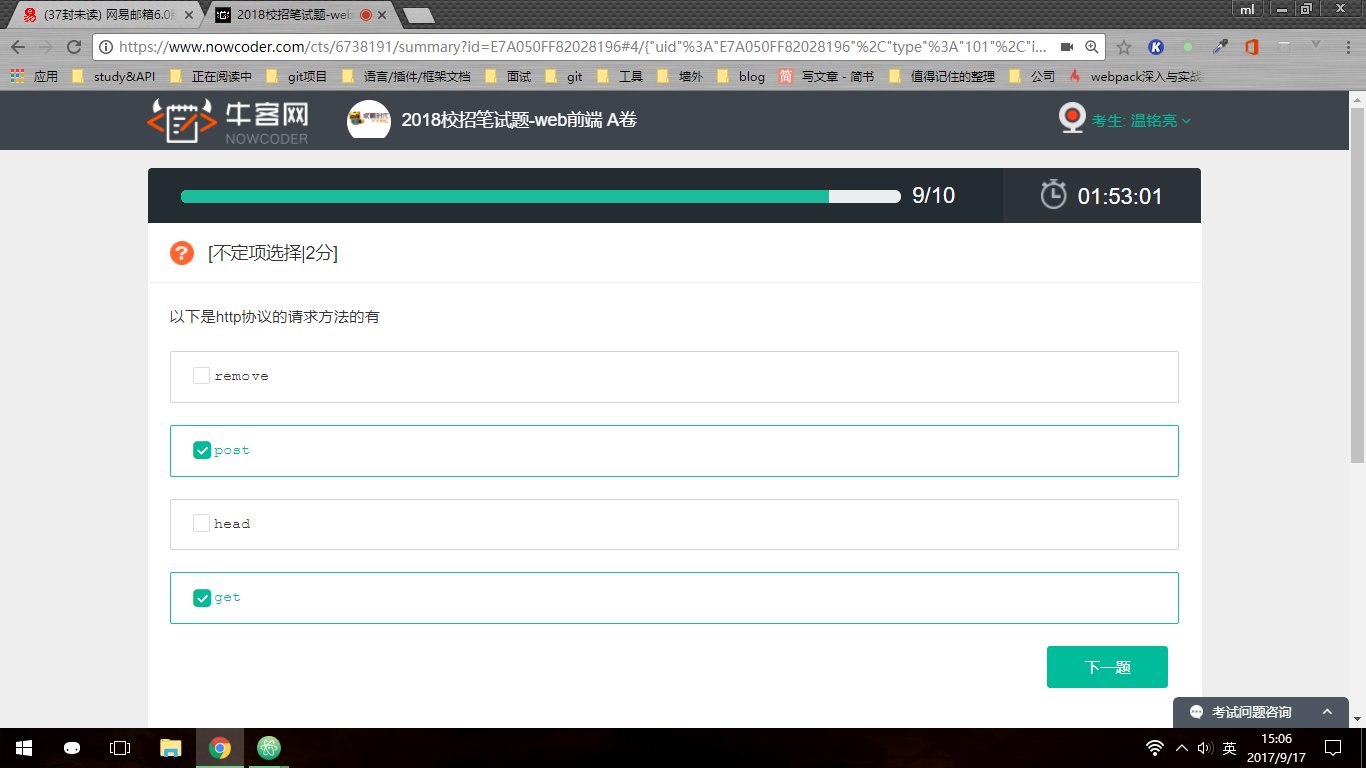 (37封未读) 网易邮箱6.0
2018校招笔试题-web
ml
https://www.nowcoder.com/cts/6738191/summary?id=E7A050FF82028196#4/{"uid"%3A"E7A050FF82028196"%2C"type"%3A"101"%2C"i...
应用 study&API 正在阅读中 git项目 语言/插件/框架文档 面试 git 工具 墙外 blog 简 写文章 - 简书 值得记住的整理 公司 webpack深入与实战
牛客网
NOWCODER
2018校招笔试题-web前端 A卷
考生: 温铭亮
9/10
01:53:01
[不定项选择|2分]
以下是http协议的请求方法的有
remove
post
head
get
下一题
考试问题咨询
英
15:06
2017/9/17